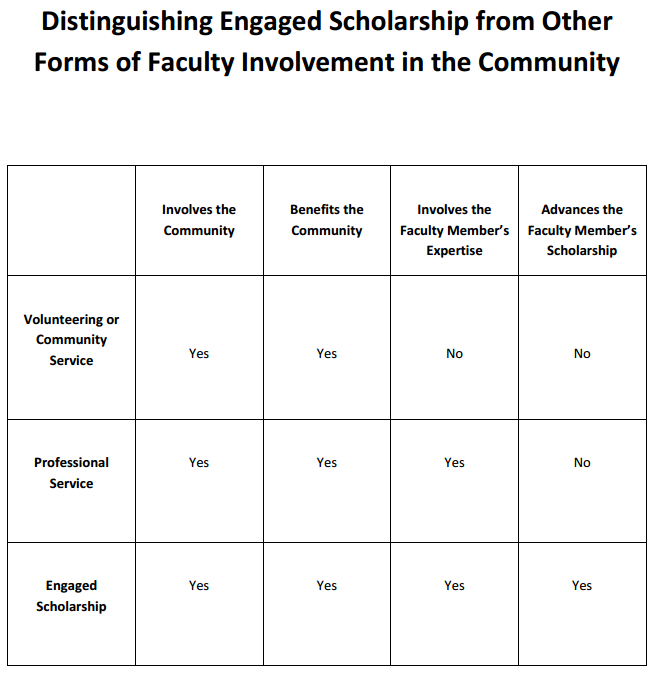 Distinguishing Engaged Scholarship from Other
Forms of Faculty Involvement in the Community
Involves the
Community
Benefits the
Community
Involves the
Faculty Member’s
Expertise
Advances the
Faculty Member’s
Scholarship
Volunteering or
Community
Service
Yes
Yes
No
No
Professional
Service
Yes
Yes
Yes
No
Engaged
Scholarship
Yes
Yes
Yes
Yes